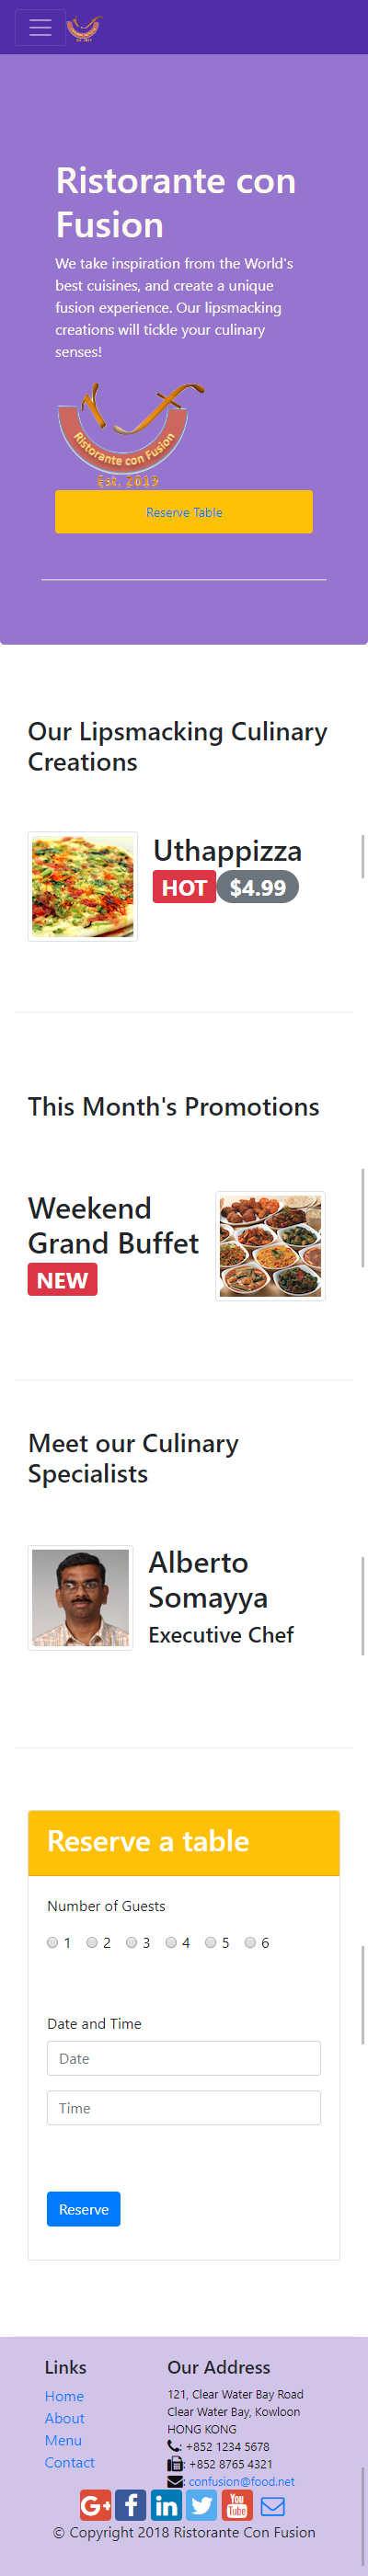 Ristorante con
Fusion
We take inspiration from the World's
best cuisines, and create a unique
fusion experience. Our lipsmacking
creations will tickle your culinary
senses!
Ristorante con Fusion
Est. 2013
Reserve Table
Our Lipsmacking Culinary
Creations
Uthappizza
HOT $4.99
This Month's Promotions
Weekend
Grand Buffet
NEW
Meet our Culinary
Specialists
Alberto
Somayya
Executive Chef
Reserve a table
Number of Guests
1 2 3 4 5 6
Date and Time
Date
Time
Reserve
Links
Home
About
Menu
Contact
Our Address
121, Clear Water Bay Road
Clear Water Bay, Kowloon
HONG KONG
: +852 1234 5678
: +852 8765 4321
: confusion@food.net
G+ f in You Tube
© Copyright 2018 Ristorante Con Fusion